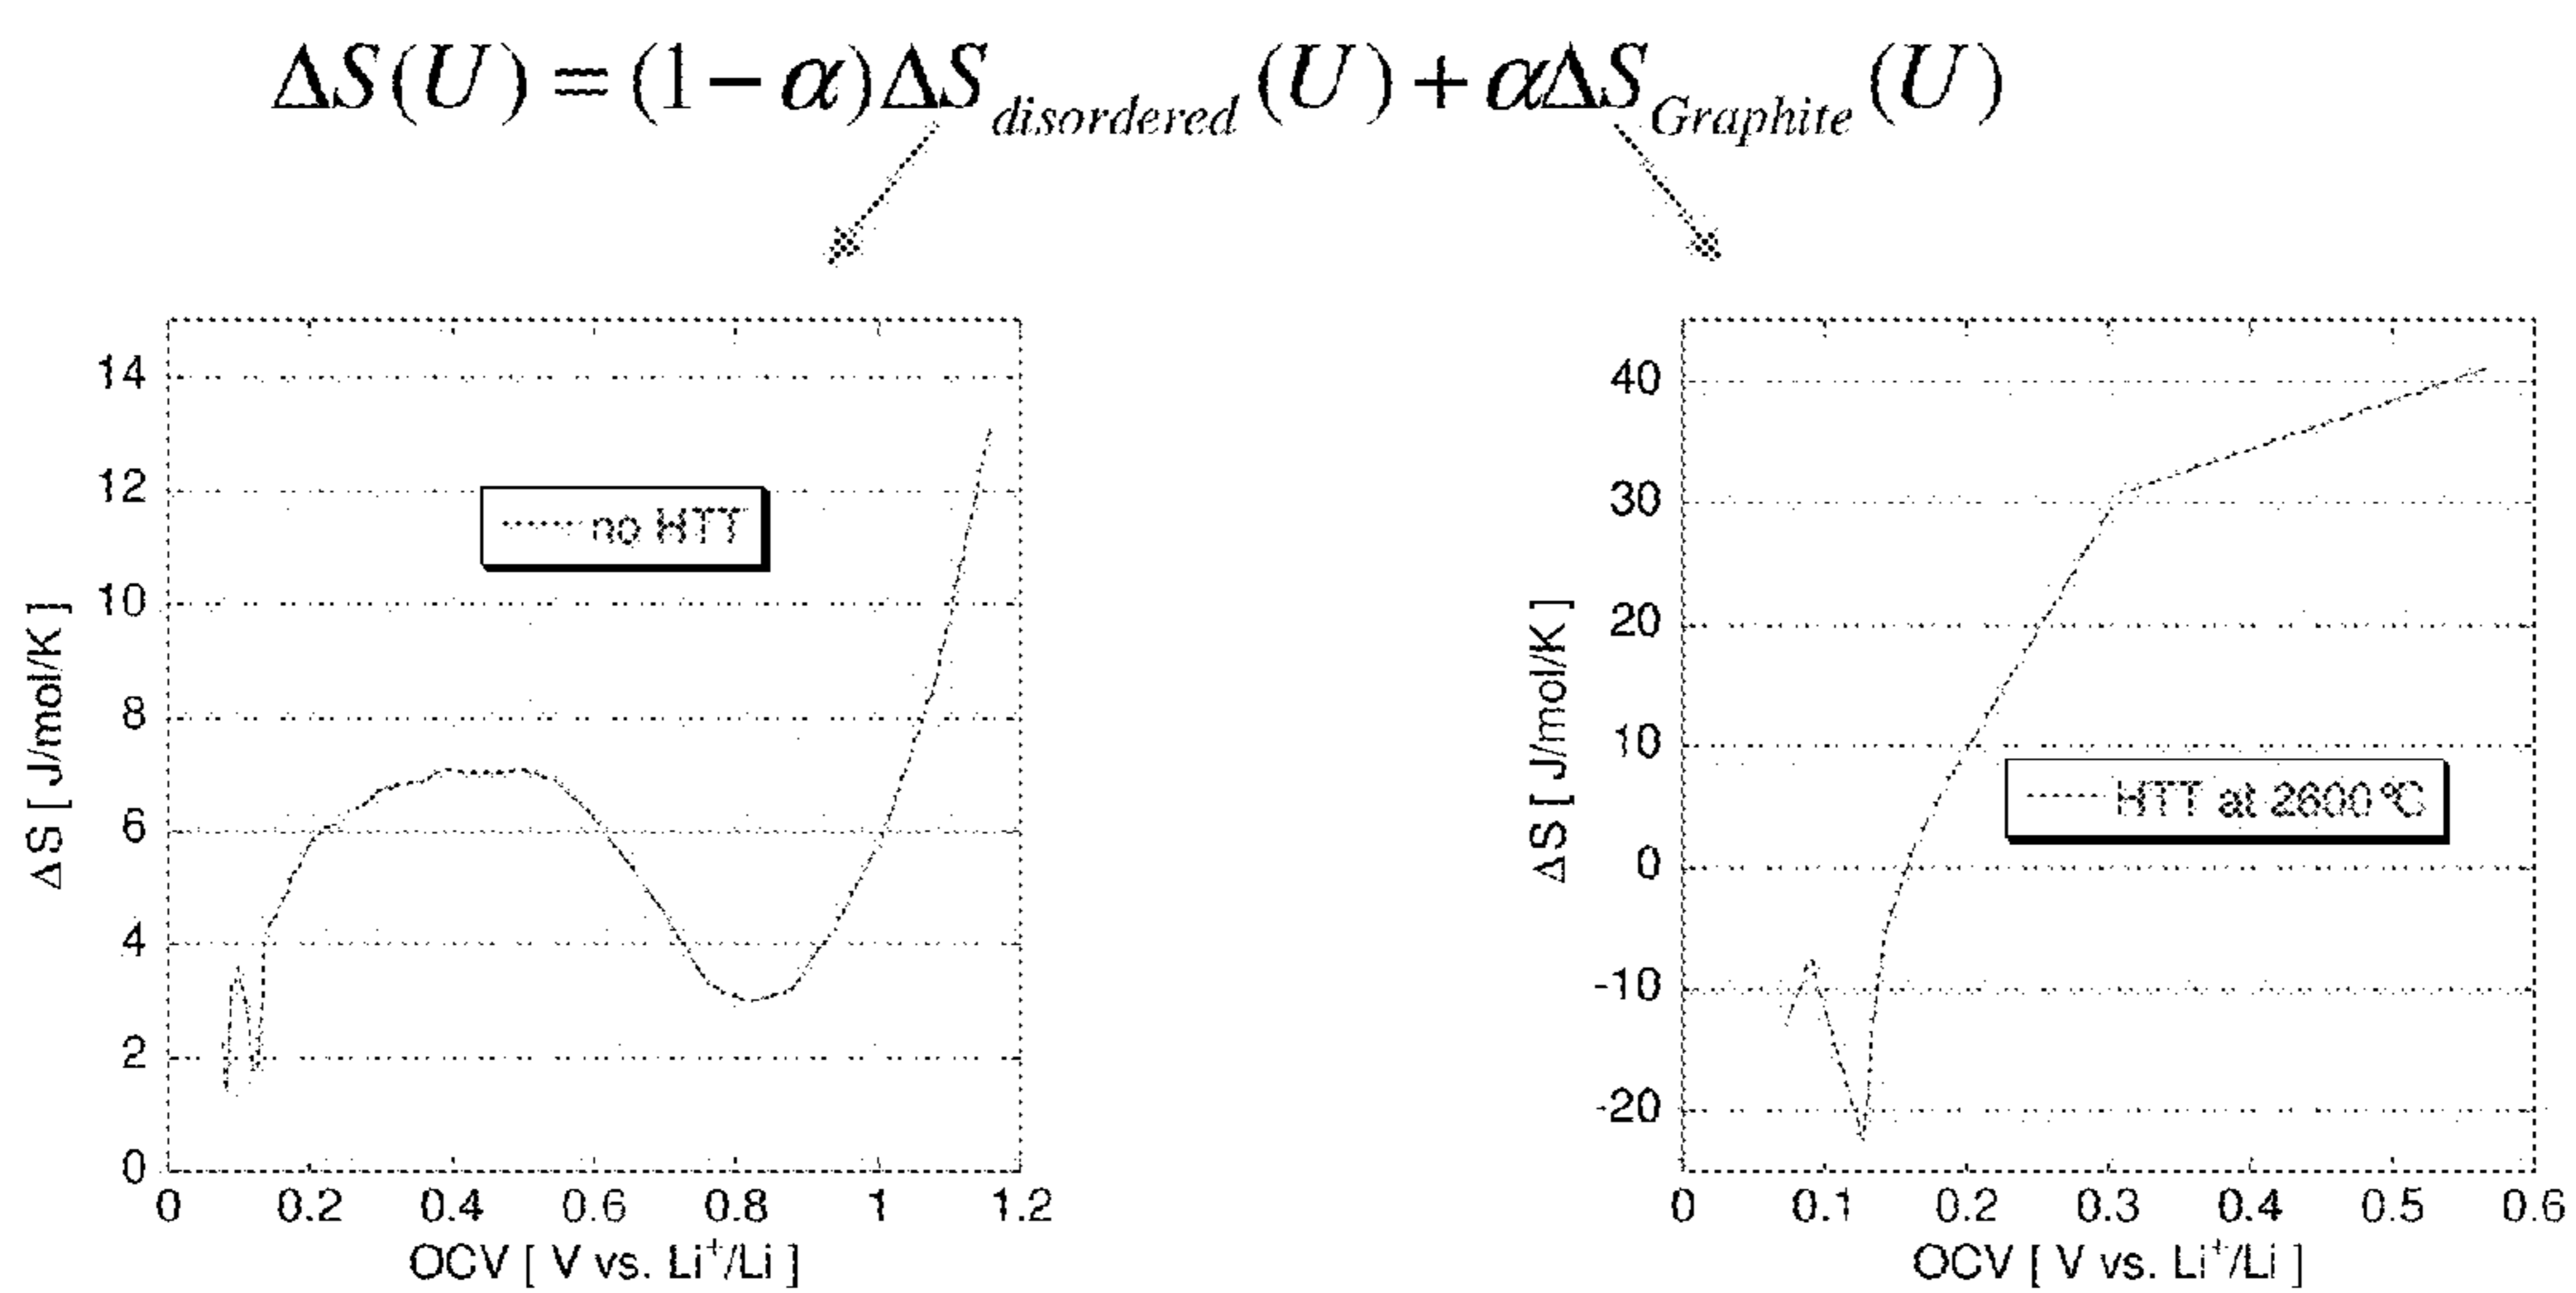 ΔS(U) = (1−α)ΔS_disordered(U) + αΔS_Graphite(U)
14
12
10
8
6
4
2
0
ΔS [ J/mol/K ]
no HTT
0 0.2 0.4 0.6 0.8 1 1.2
OCV [ V vs. Li⁺/Li ]
40
30
20
10
0
-10
-20
ΔS [ J/mol/K ]
HTT at 2600°C
0 0.1 0.2 0.3 0.4 0.5 0.6
OCV [ V vs. Li⁺/Li ]